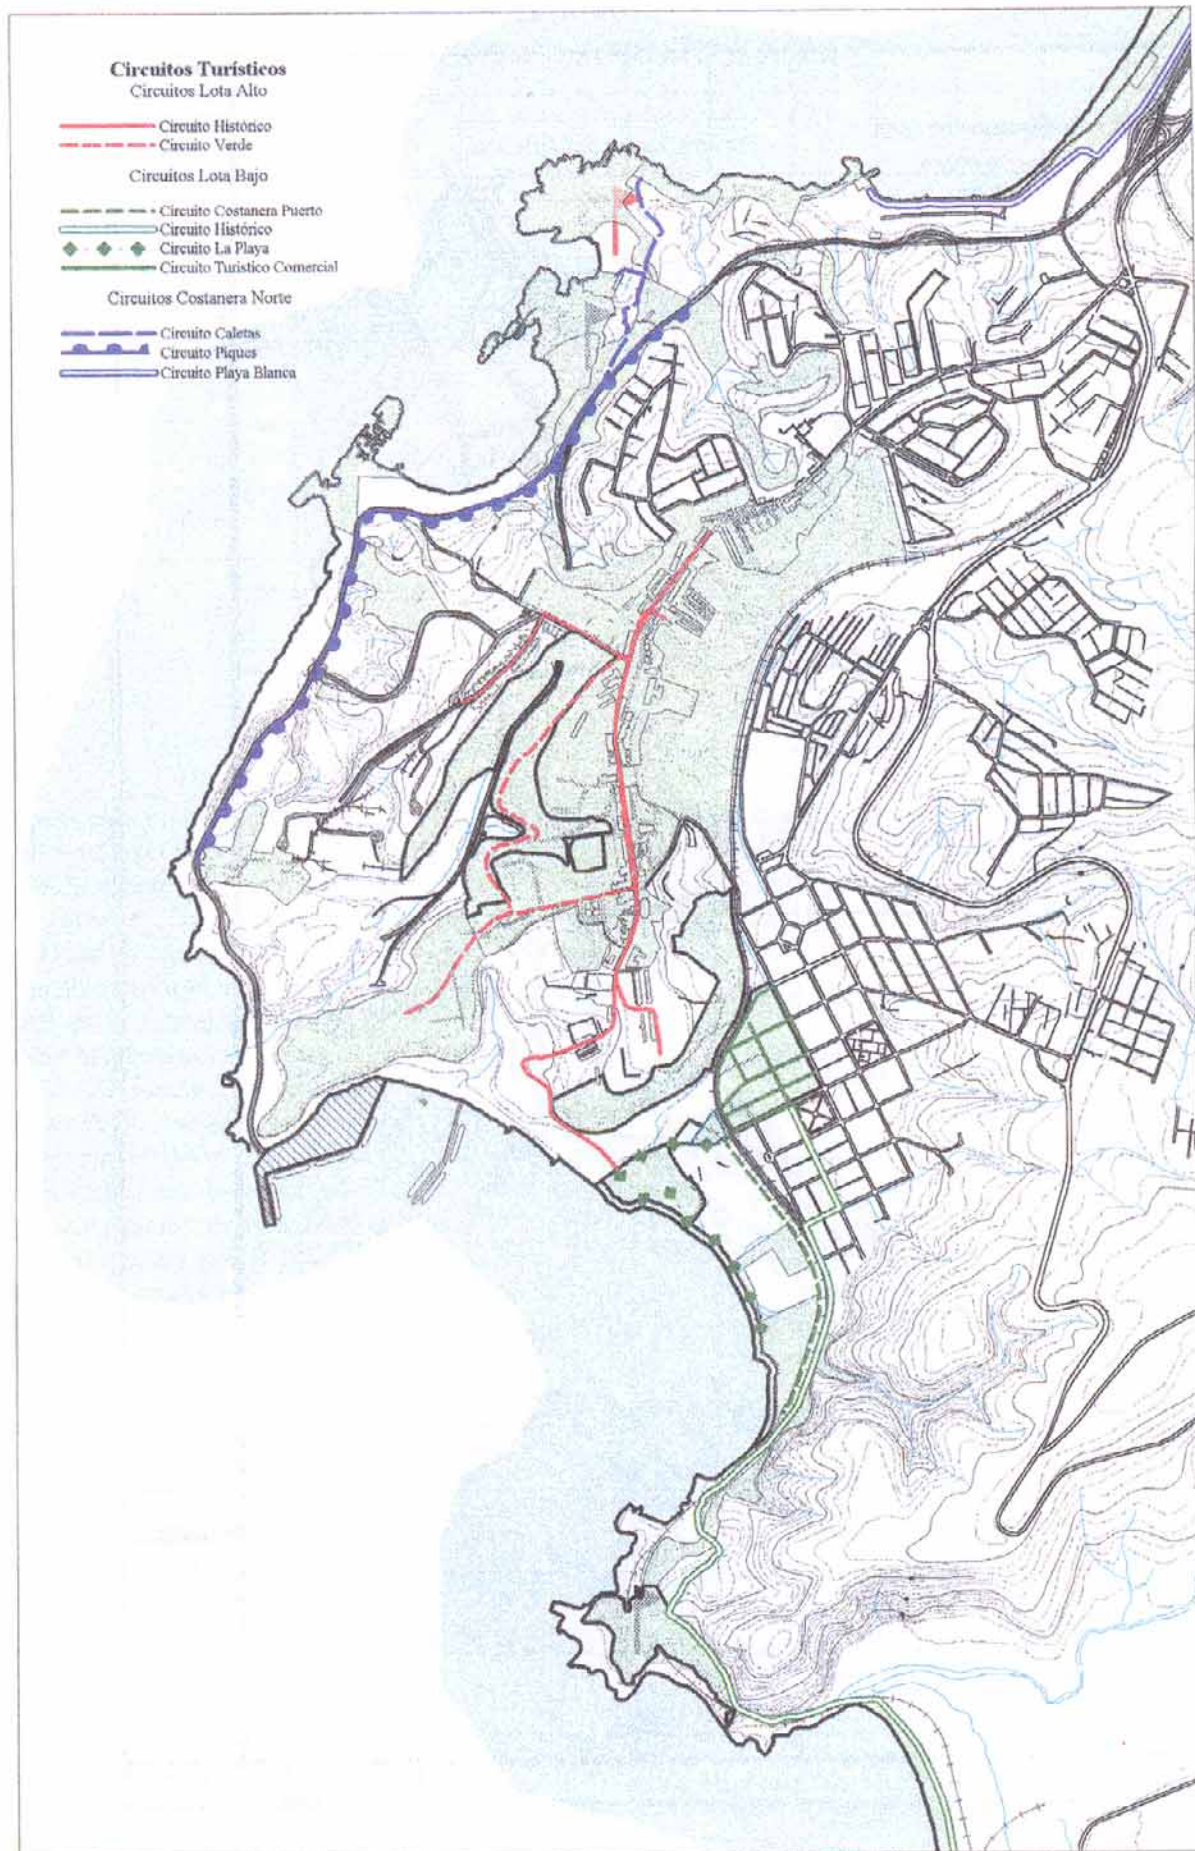 Circuitos Turísticos
Circuitos Lota Alto
Circuito Histórico
Circuito Verde
Circuitos Lota Bajo
Circuito Costanera Puerto
Circuito Histórico
Circuito La Playa
Circuito Turistico Comercial
Circuitos Costanera Norte
Circuito Caletas
Circuito Piques
Circuito Playa Blanca